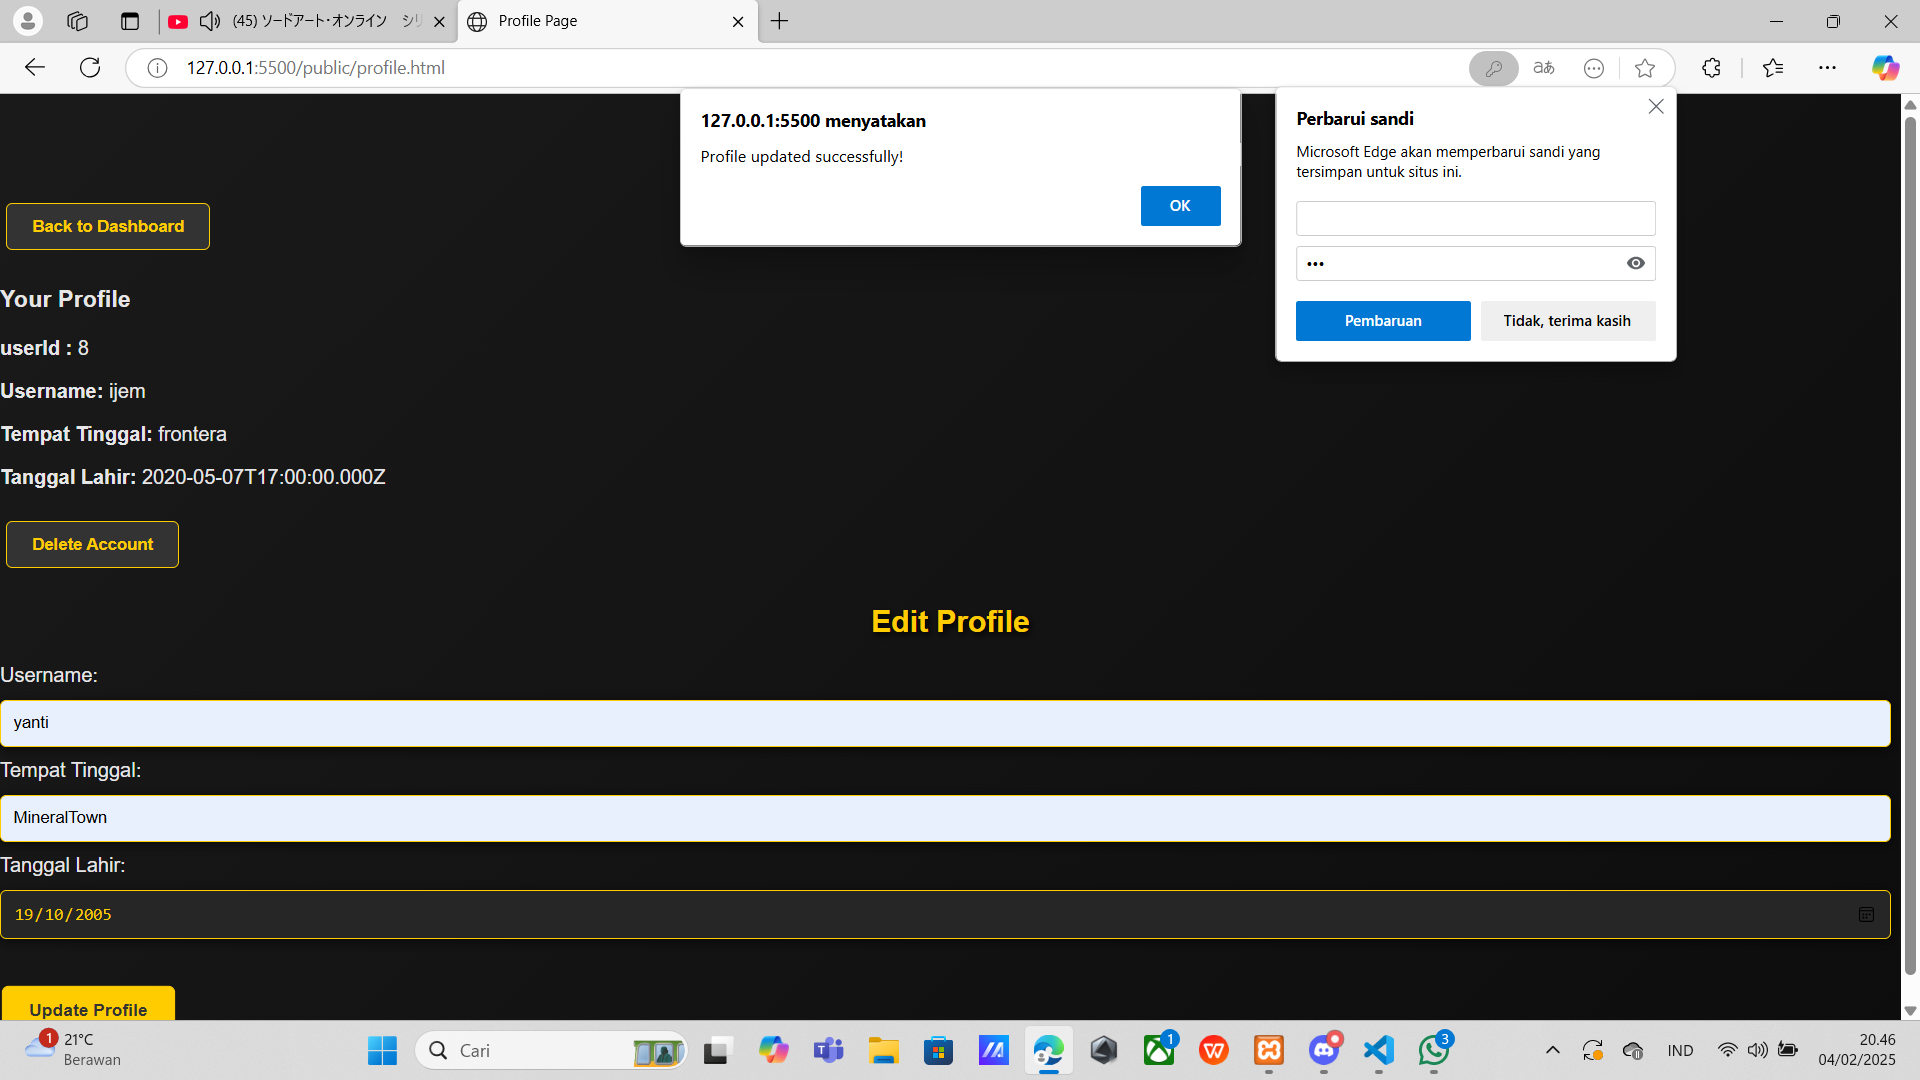 (45) ソードアート・オンライン シリ
Profile Page
127.0.0.1:5500/public/profile.html
aあ
127.0.0.1:5500 menyatakan
Profile updated successfully!
OK
Perbarui sandi
Microsoft Edge akan memperbarui sandi yang
tersimpan untuk situs ini.
•••
Pembaruan
Tidak, terima kasih
Back to Dashboard
Your Profile
userId : 8
Username: ijem
Tempat Tinggal: frontera
Tanggal Lahir: 2020-05-07T17:00:00.000Z
Delete Account
Edit Profile
Username:
yanti
Tempat Tinggal:
MineralTown
Tanggal Lahir:
19/10/2005
Update Profile
1
21°C
Berawan
Cari
1
3
IND
20.46
04/02/2025